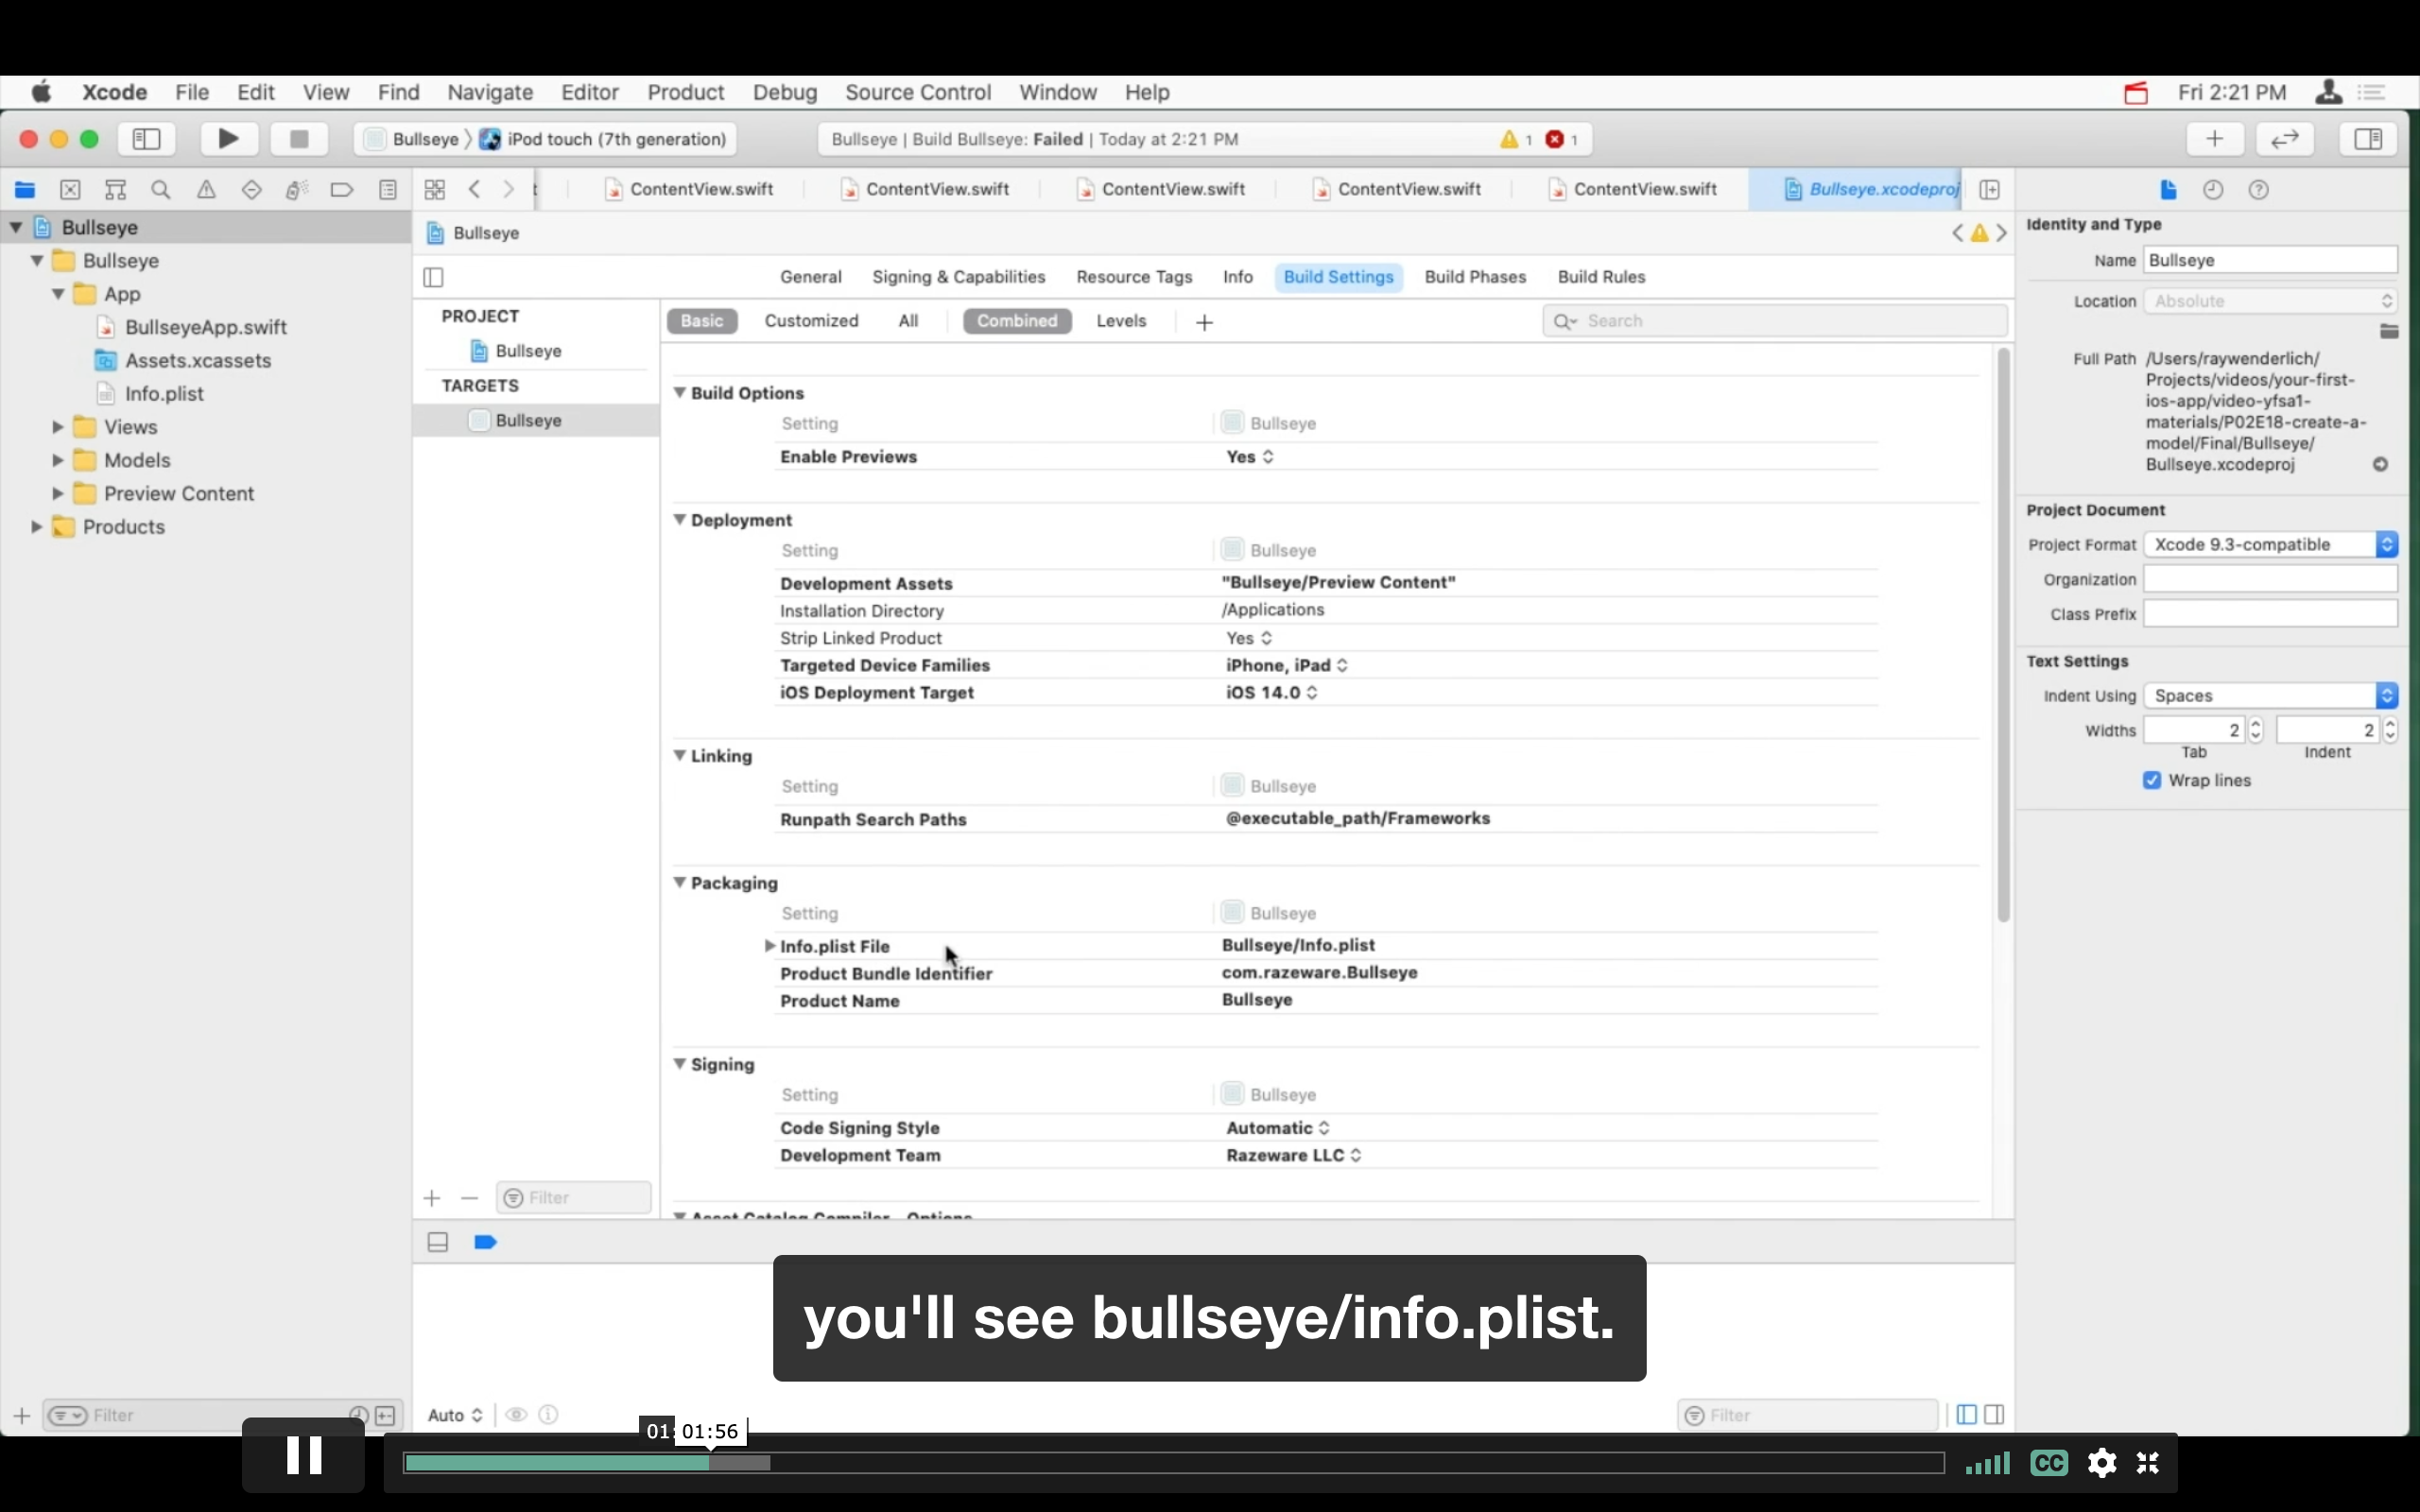 Xcode File Edit View Find Navigate Editor Product Debug Source Control Window Help Fri 2:21 PM
Bullseye iPod touch (7th generation) Bullseye | Build Bullseye: Failed | Today at 2:21 PM 1 1
ContentView.swift ContentView.swift ContentView.swift ContentView.swift ContentView.swift Bullseye.xcodeproj
Bullseye
Bullseye
App
BullseyeApp.swift
Assets.xcassets
Info.plist
Views
Models
Preview Content
Products
Filter
Bullseye
General Signing & Capabilities Resource Tags Info Build Settings Build Phases Build Rules
PROJECT
Bullseye
TARGETS
Bullseye
Filter
Basic Customized All Combined Levels Search
Build Options
Setting Bullseye
Enable Previews Yes
Deployment
Setting Bullseye
Development Assets "Bullseye/Preview Content"
Installation Directory /Applications
Strip Linked Product Yes
Targeted Device Families iPhone, iPad
iOS Deployment Target iOS 14.0
Linking
Setting Bullseye
Runpath Search Paths @executable_path/Frameworks
Packaging
Setting Bullseye
Info.plist File Bullseye/Info.plist
Product Bundle Identifier com.razeware.Bullseye
Product Name Bullseye
Signing
Setting Bullseye
Code Signing Style Automatic
Development Team Razeware LLC
Asset Catalog Compiler - Options
Identity and Type
Name Bullseye
Location Absolute
Full Path /Users/raywenderlich/
Projects/videos/your-first-
ios-app/video-yfsa1-
materials/P02E18-create-a-
model/Final/Bullseye/
Bullseye.xcodeproj
Project Document
Project Format Xcode 9.3-compatible
Organization
Class Prefix
Text Settings
Indent Using Spaces
Widths 2 2
Tab Indent
Wrap lines
you'll see bullseye/info.plist.
Auto Filter
01: 01:56
CC